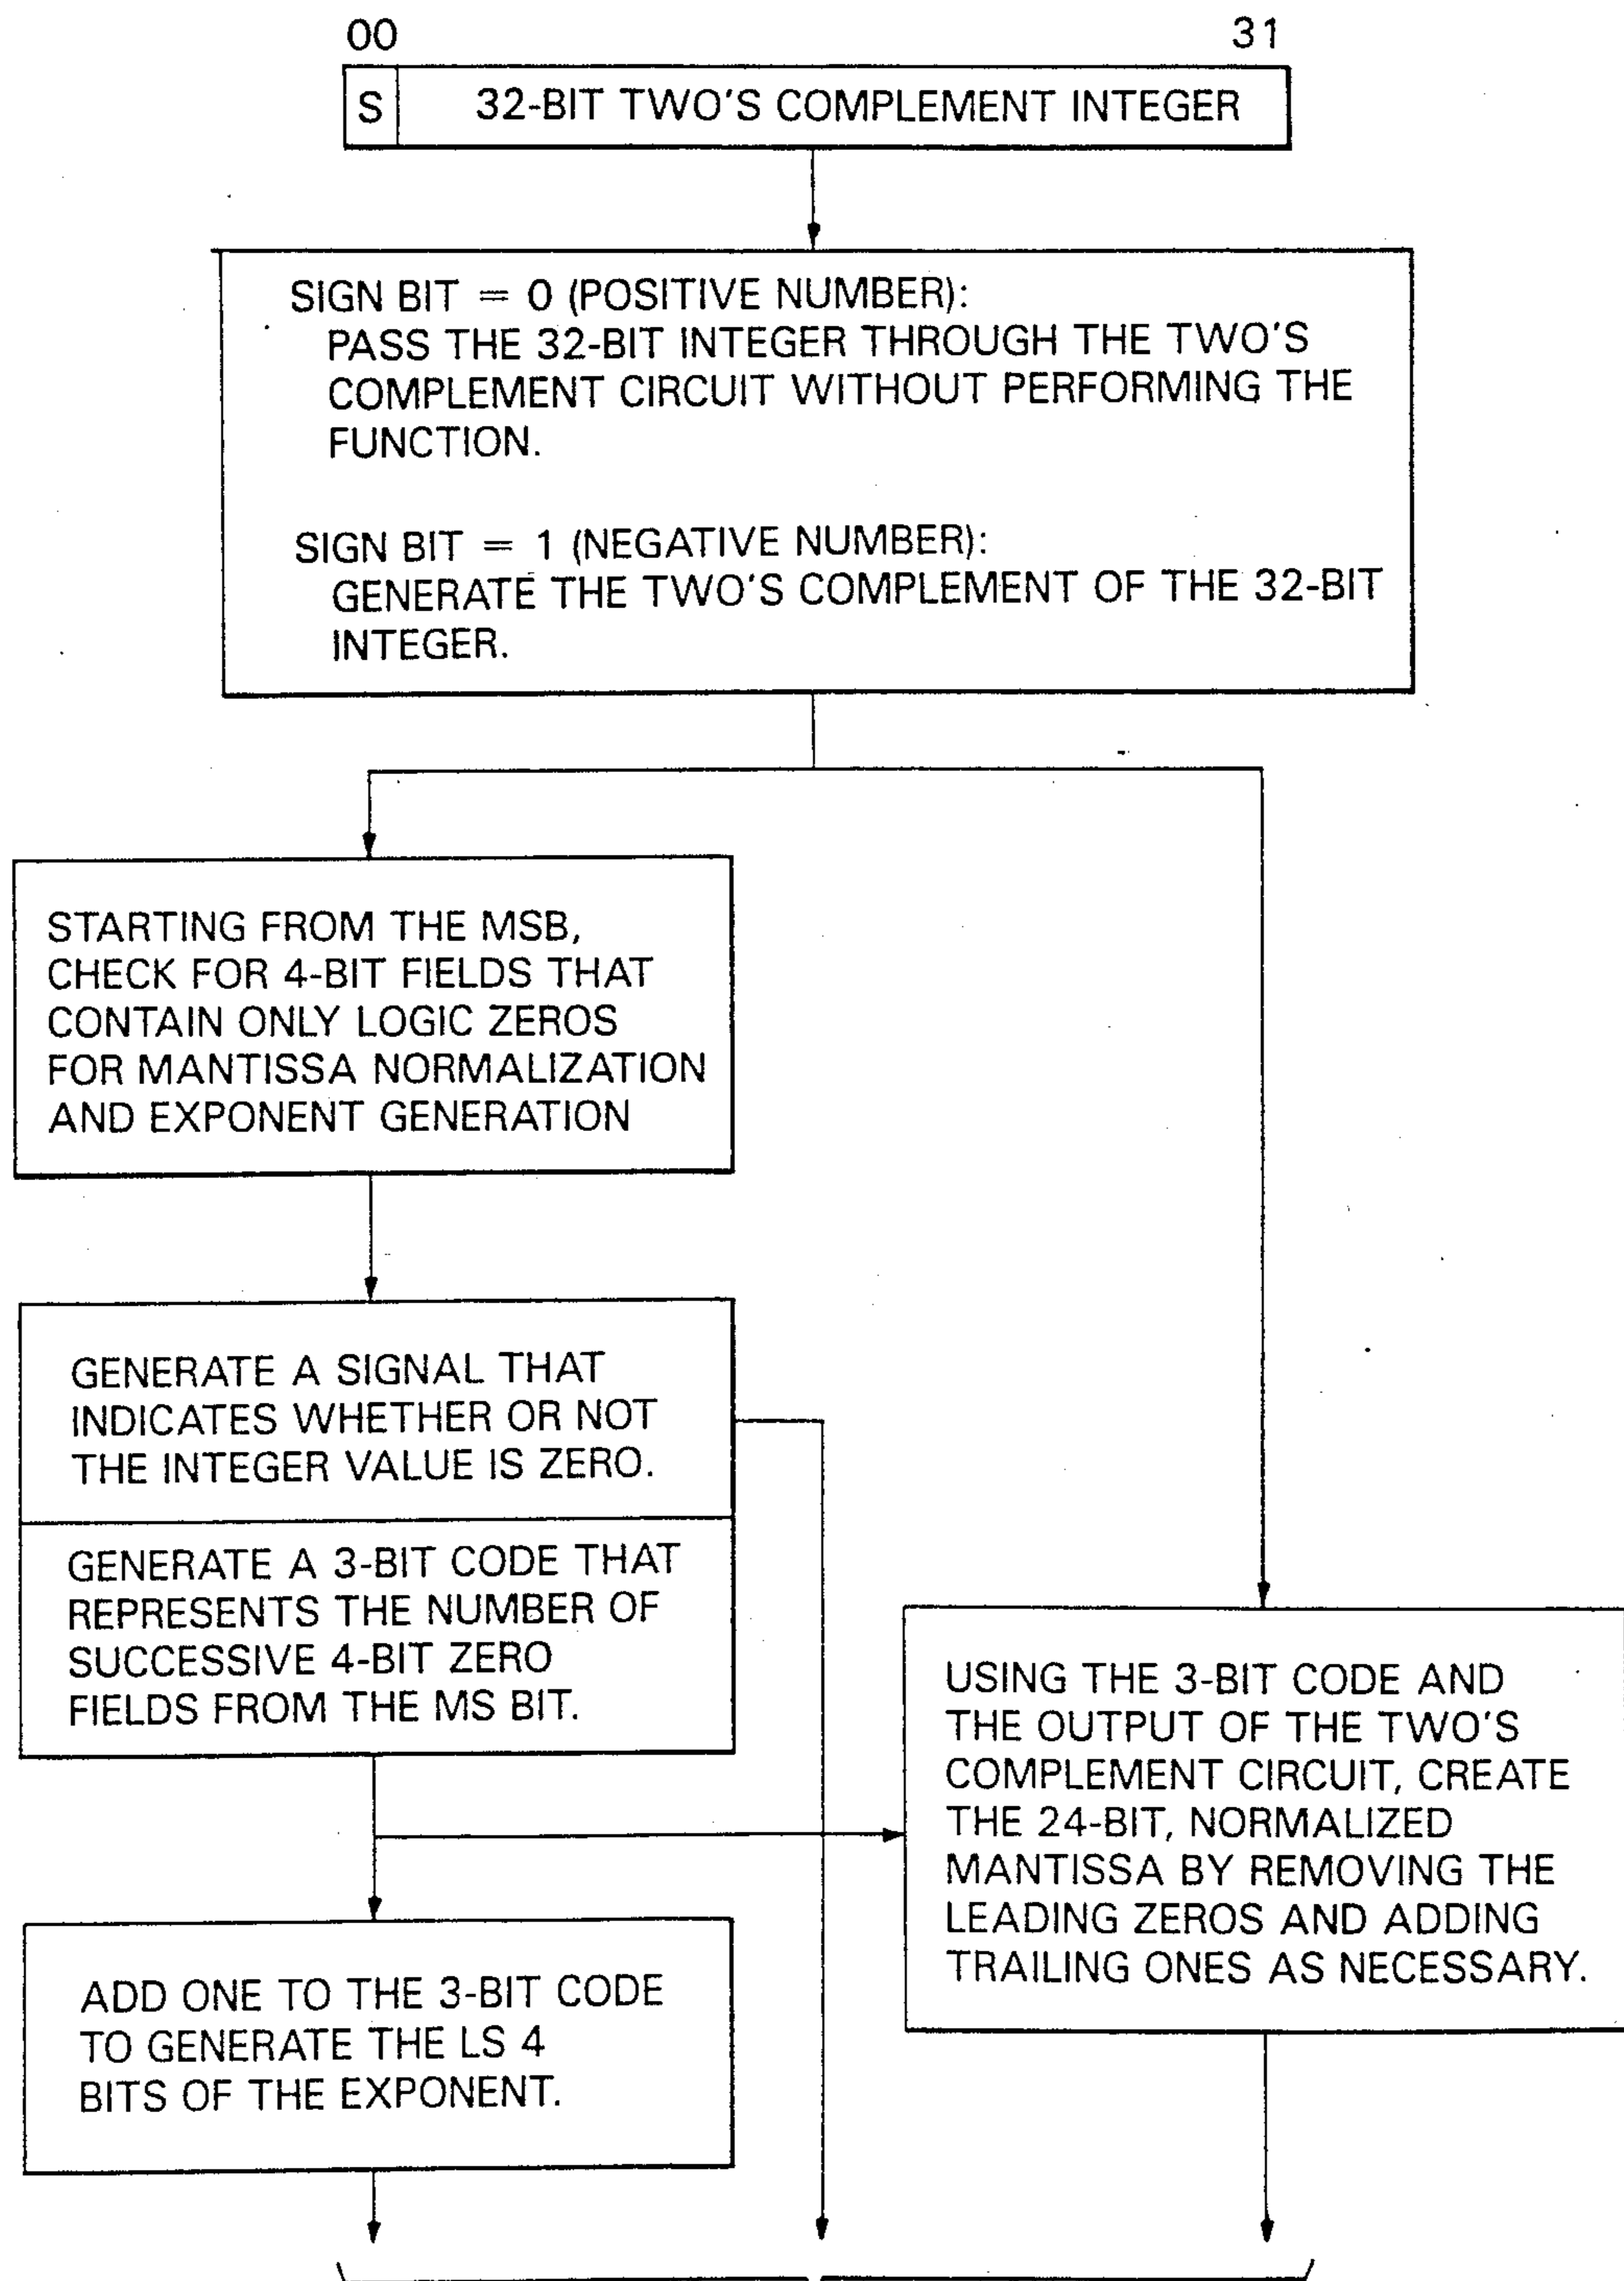 00 31
S 32-BIT TWO'S COMPLEMENT INTEGER
SIGN BIT = 0 (POSITIVE NUMBER):
PASS THE 32-BIT INTEGER THROUGH THE TWO'S
COMPLEMENT CIRCUIT WITHOUT PERFORMING THE
FUNCTION.
SIGN BIT = 1 (NEGATIVE NUMBER):
GENERATE THE TWO'S COMPLEMENT OF THE 32-BIT
INTEGER.
STARTING FROM THE MSB,
CHECK FOR 4-BIT FIELDS THAT
CONTAIN ONLY LOGIC ZEROS
FOR MANTISSA NORMALIZATION
AND EXPONENT GENERATION
GENERATE A SIGNAL THAT
INDICATES WHETHER OR NOT
THE INTEGER VALUE IS ZERO.
GENERATE A 3-BIT CODE THAT
REPRESENTS THE NUMBER OF
SUCCESSIVE 4-BIT ZERO
FIELDS FROM THE MS BIT.
USING THE 3-BIT CODE AND
THE OUTPUT OF THE TWO'S
COMPLEMENT CIRCUIT, CREATE
THE 24-BIT, NORMALIZED
MANTISSA BY REMOVING THE
LEADING ZEROS AND ADDING
TRAILING ONES AS NECESSARY.
ADD ONE TO THE 3-BIT CODE
TO GENERATE THE LS 4
BITS OF THE EXPONENT.